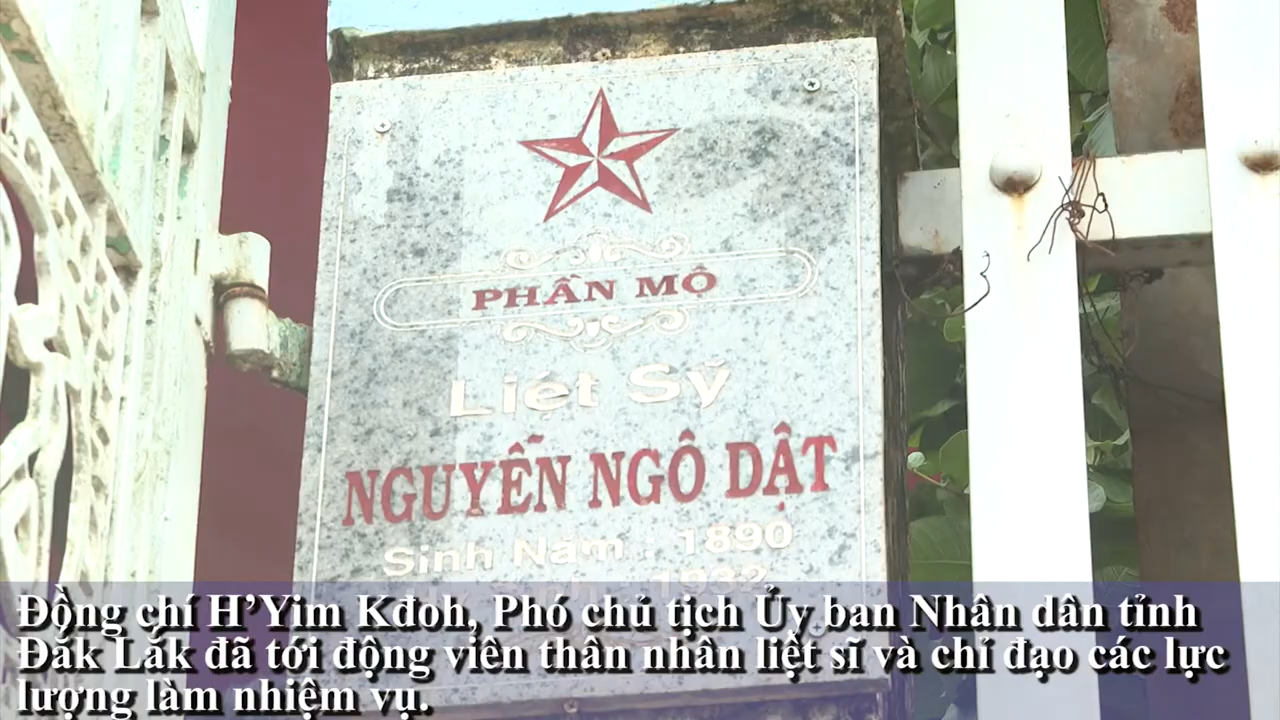 PHẦN MỘ
Liệt Sỹ
NGUYỄN NGÔ DẬT
Sinh Năm : 1890
1932
Đồng chí H’Yim Kđoh, Phó chủ tịch Ủy ban Nhân dân tỉnh
Đắk Lắk đã tới động viên thân nhân liệt sĩ và chỉ đạo các lực
lượng làm nhiệm vụ.